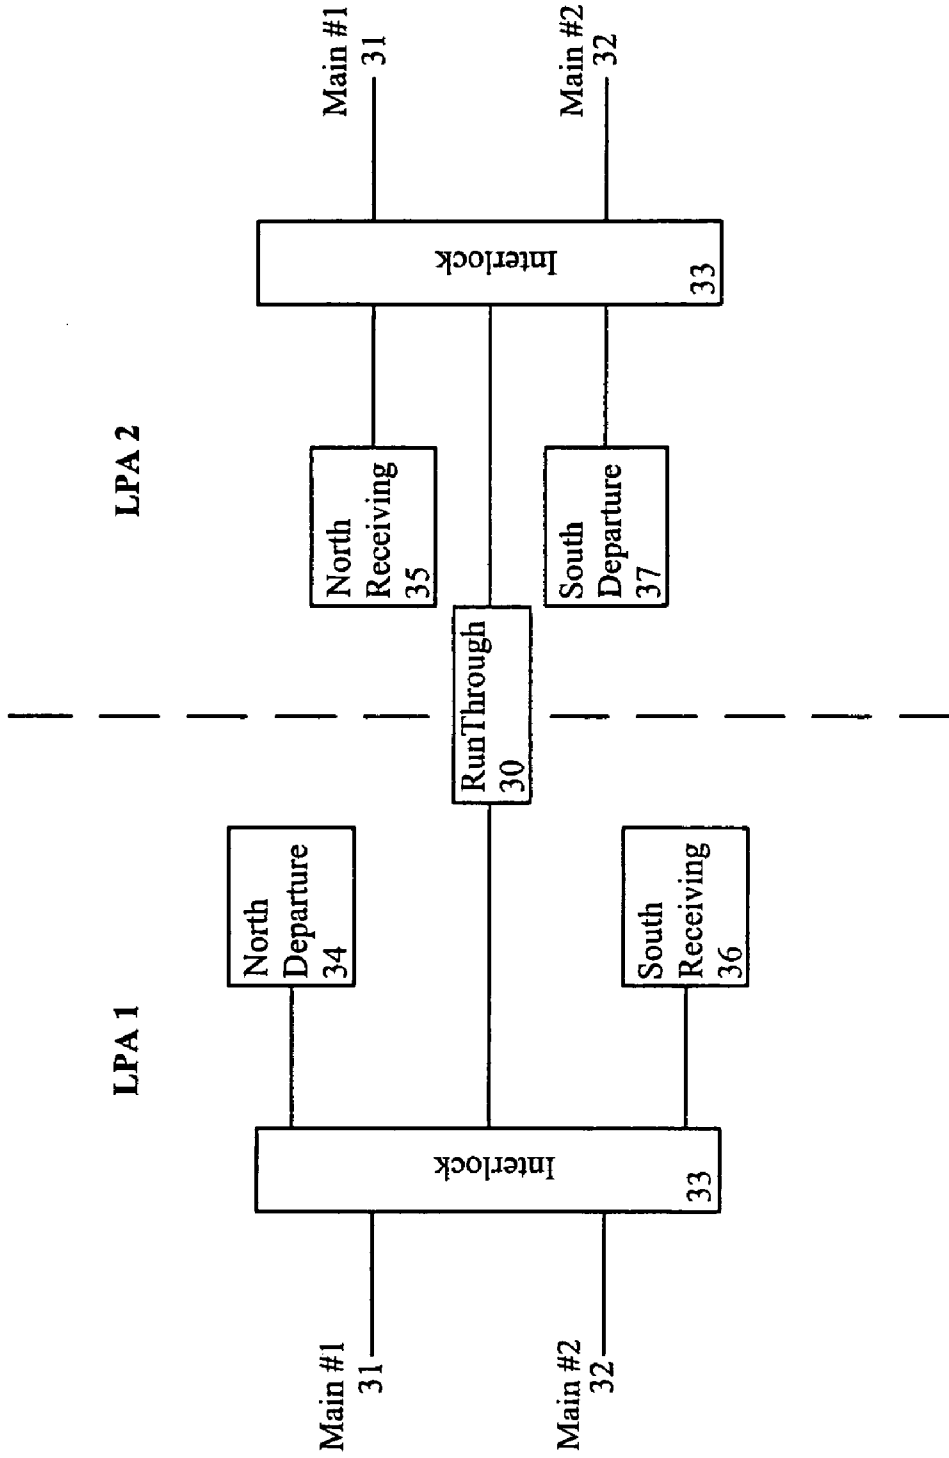 LPA 1
LPA 2
Main #1
31
Main #2
32
Interlock
33
North
Departure
34
South
Receiving
36
RunThrough
30
North
Receiving
35
South
Departure
37
Interlock
33
Main #1
31
Main #2
32